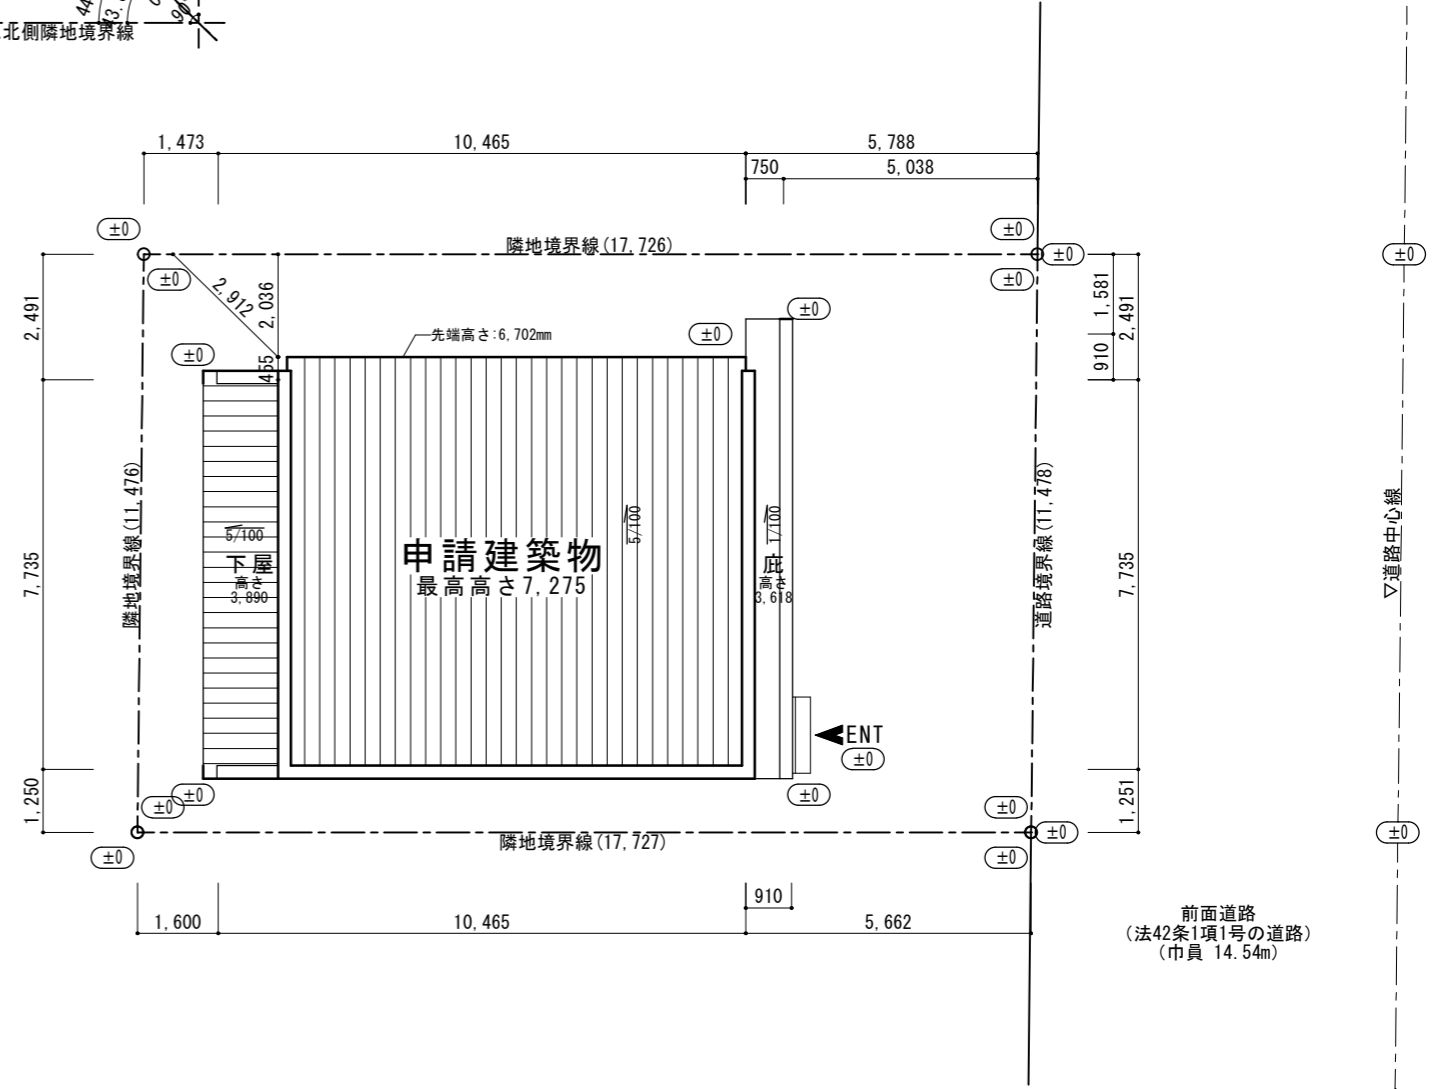 北側隣地境界線
1,473
10,465
5,788
750
5,038
±0
±0
隣地境界線(17,726)
±0
±0
±0
±0
±0
2,491
2,912
2,036
455
先端高さ:6,702mm
±0
±0
±0
1,581
910
2,491
隣地境界線(11,476)
7,735
5/100
下屋
高さ
3,890
申請建築物
最高高さ7,275
5/100
1/100
庇
高さ
3,618
道路境界線(11,478)
7,735
▽道路中心線
ENT
±0
1,250
±0
±0
±0
±0
±0
±0
1,251
±0
隣地境界線(17,727)
±0
1,600
10,465
910
5,662
前面道路
(法42条1項1号の道路)
(巾員 14.54m)